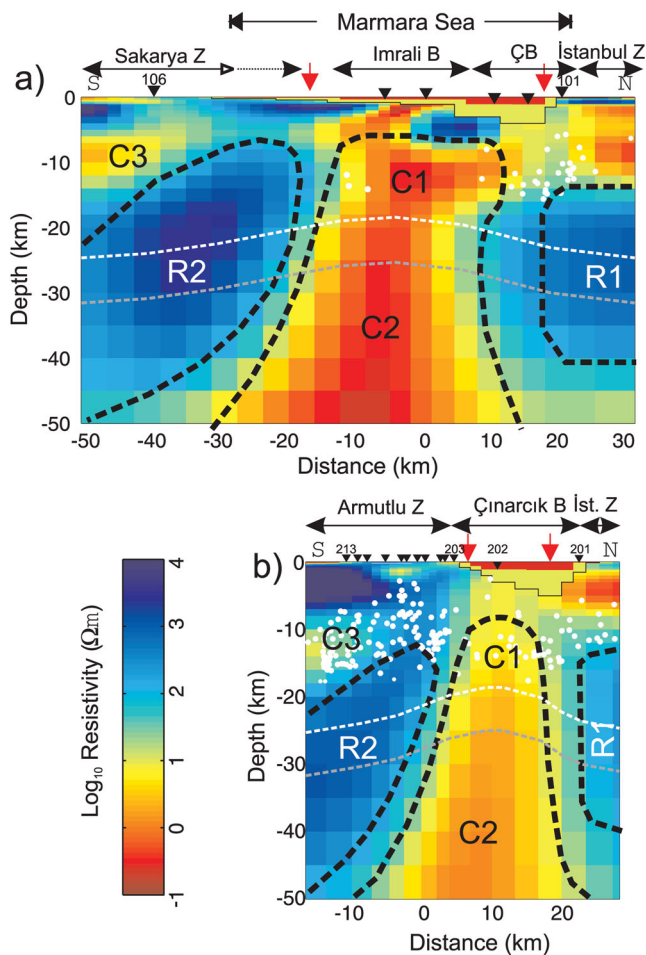 Marmara Sea
Sakarya Z Imrali B ÇB İstanbul Z
a) S 106 101 N
0
-10
-20
-30
-40
-50
Depth (km)
C3 C1
R2 R1
C2
-50 -40 -30 -20 -10 0 10 20 30
Distance (km)
Armutlu Z Çınarcık B İst. Z
b) S 213 203 202 201 N
0
-10
-20
-30
-40
-50
Depth (km)
C3 C1
R2 R1
C2
-10 0 10 20
Distance (km)
4
3
2
1
0
-1
Log10 Resistivity (Ωm)